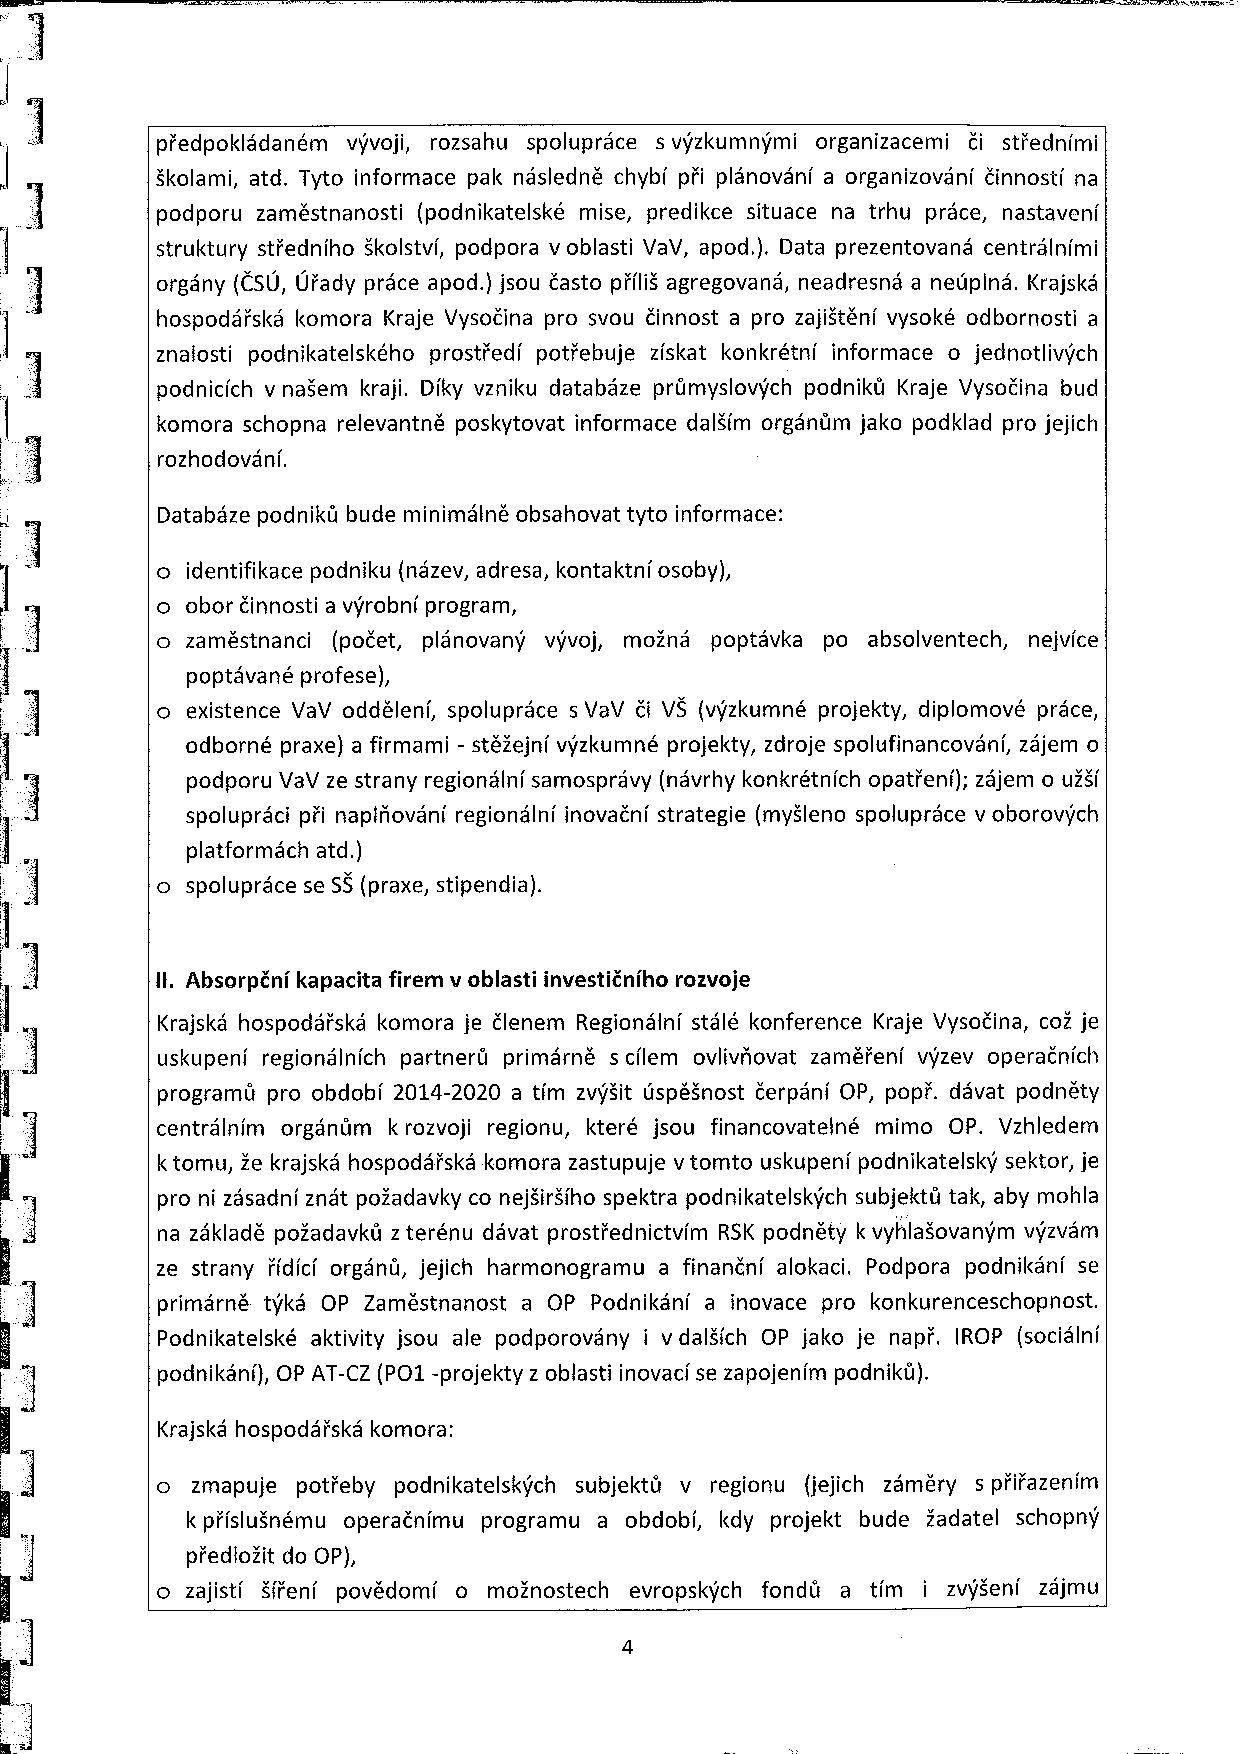 předpokládaném vývoji, rozsahu spolupráce s výzkumnými organizacemi či středními
školami, atd. Tyto informace pak následně chybí při plánování a organizování činností na
podporu zaměstnanosti (podnikatelské mise, predikce situace na trhu práce, nastavení
struktury středního školství, podpora v oblasti VaV, apod.). Data prezentovaná centrálními
orgány (ČSÚ, Úřady práce apod.) jsou často příliš agregovaná, neadresná a neúplná. Krajská
hospodářská komora Kraje Vysočina pro svou činnost a pro zajištění vysoké odbornosti a
znalosti podnikatelského prostředí potřebuje získat konkrétní informace o jednotlivých
podnicích v našem kraji. Díky vzniku databáze průmyslových podniků Kraje Vysočina bud
komora schopna relevantně poskytovat informace dalším orgánům jako podklad pro jejich
rozhodování.
Databáze podniků bude minimálně obsahovat tyto informace:
o identifikace podniku (název, adresa, kontaktní osoby),
o obor činnosti a výrobní program,
o zaměstnanci (počet, plánovaný vývoj, možná poptávka po absolventech, nejvíce
poptávané profese),
o existence VaV oddělení, spolupráce s VaV či VŠ (výzkumné projekty, diplomové práce,
odborné praxe) a firmami - stěžejní výzkumné projekty, zdroje spolufinancování, zájem o
podporu VaV ze strany regionální samosprávy (návrhy konkrétních opatření); zájem o užší
spolupráci při naplňování regionální inovační strategie (myšleno spolupráce v oborových
platformách atd.)
o spolupráce se SŠ (praxe, stipendia).
II. Absorpční kapacita firem v oblasti investičního rozvoje
Krajská hospodářská komora je členem Regionální stálé konference Kraje Vysočina, což je
uskupení regionálních partnerů primárně s cílem ovlivňovat zaměření výzev operačních
programů pro období 2014-2020 a tím zvýšit úspěšnost čerpání OP, popř. dávat podněty
centrálním orgánům k rozvoji regionu, které jsou financovatelné mimo OP. Vzhledem
k tomu, že krajská hospodářská komora zastupuje v tomto uskupení podnikatelský sektor, je
pro ni zásadní znát požadavky co nejširšího spektra podnikatelských subjektů tak, aby mohla
na základě požadavků z terénu dávat prostřednictvím RSK podněty k vyhlašovaným výzvám
ze strany řídící orgánů, jejich harmonogramu a finanční alokaci. Podpora podnikání se
primárně týká OP Zaměstnanost a OP Podnikání a inovace pro konkurenceschopnost.
Podnikatelské aktivity jsou ale podporovány i v dalších OP jako je např. IROP (sociální
podnikání), OP AT-CZ (PO1 -projekty z oblasti inovací se zapojením podniků).
Krajská hospodářská komora:
o zmapuje potřeby podnikatelských subjektů v regionu (jejich záměry s přiřazením
k příslušnému operačnímu programu a období, kdy projekt bude žadatel schopný
předložit do OP),
o zajistí šíření povědomí o možnostech evropských fondů a tím i zvýšení zájmu
4